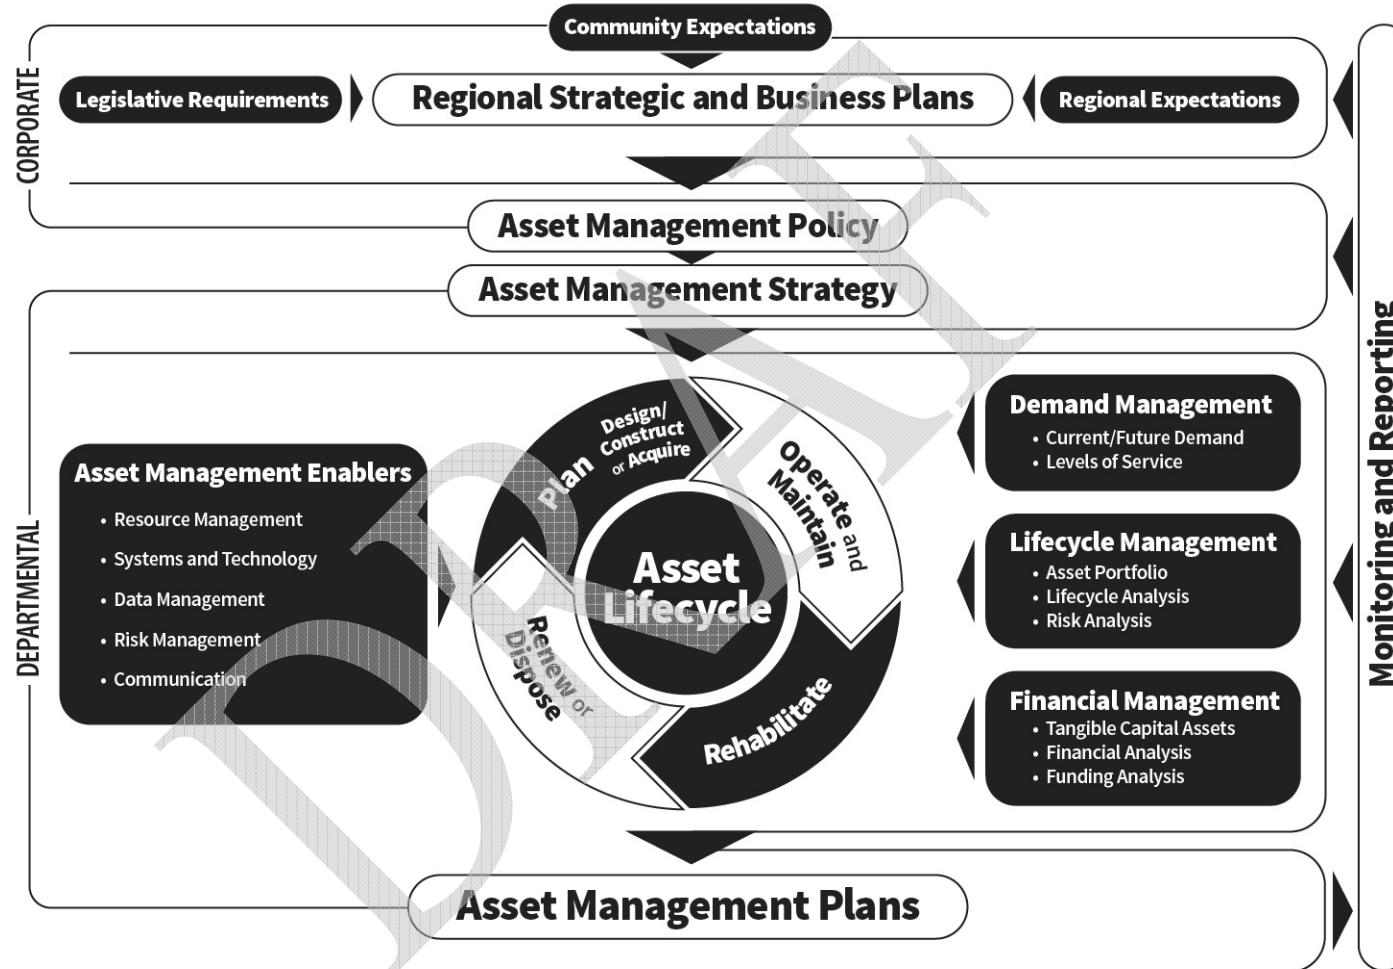 Community Expectations
CORPORATE
Legislative Requirements
Regional Strategic and Business Plans
Regional Expectations
Asset Management Policy
Asset Management Strategy
DEPARTMENTAL
Asset Management Enablers
• Resource Management
• Systems and Technology
• Data Management
• Risk Management
• Communication
Plan
Design/
Construct
or Acquire
Operate and
Maintain
Rehabilitate
Renew or
Dispose
Asset
Lifecycle
Demand Management
• Current/Future Demand
• Levels of Service
Lifecycle Management
• Asset Portfolio
• Lifecycle Analysis
• Risk Analysis
Financial Management
• Tangible Capital Assets
• Financial Analysis
• Funding Analysis
Asset Management Plans
Monitoring and Reporting
DRAF